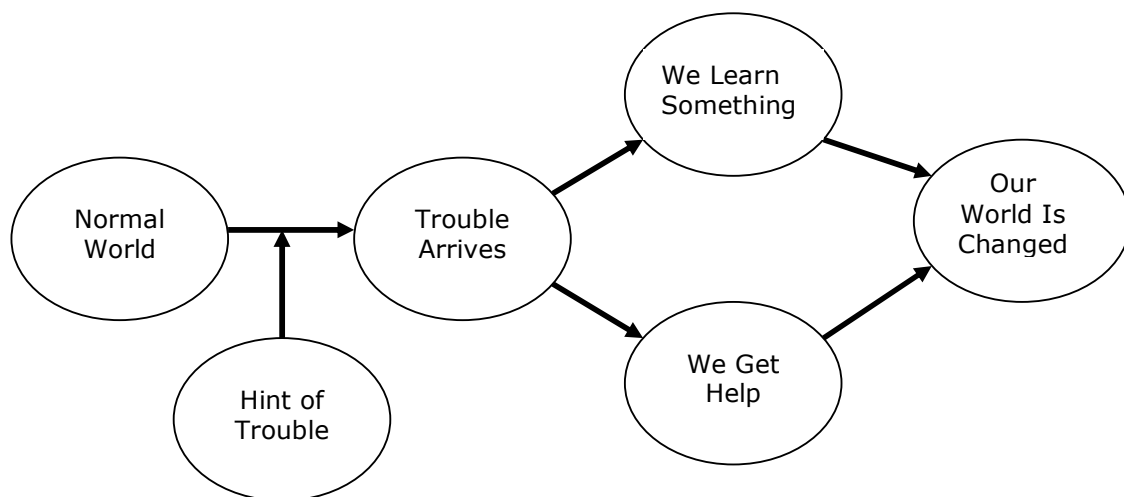 Normal
World
Hint of
Trouble
Trouble
Arrives
We Learn
Something
We Get
Help
Our
World Is
Changed